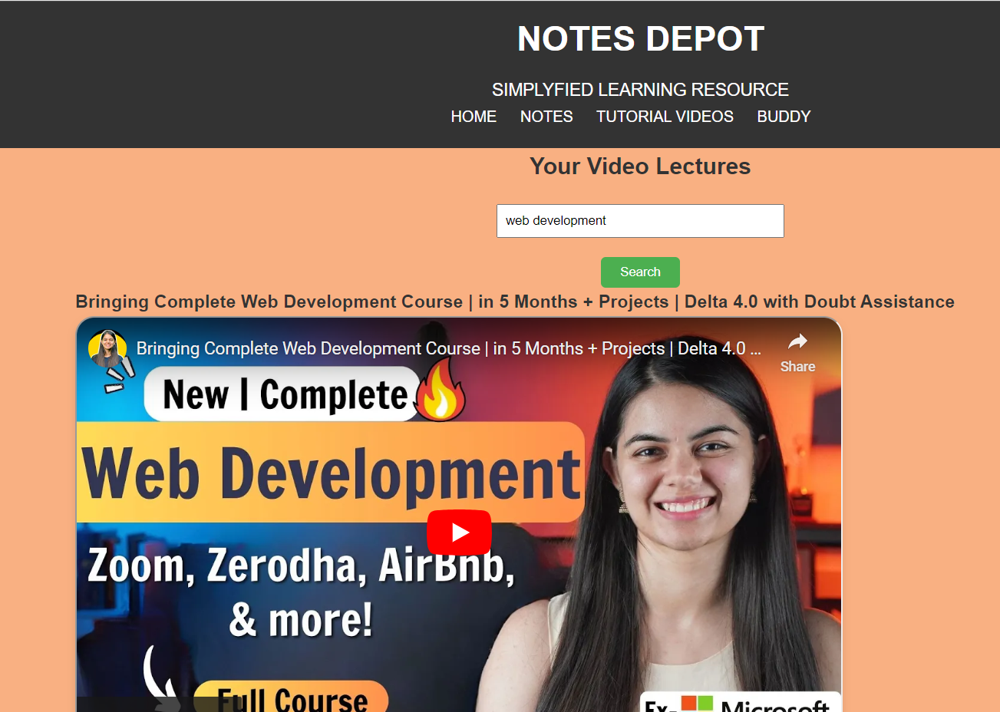 NOTES DEPOT
SIMPLYFIED LEARNING RESOURCE
HOME NOTES TUTORIAL VIDEOS BUDDY
Your Video Lectures
web development
Search
Bringing Complete Web Development Course | in 5 Months + Projects | Delta 4.0 with Doubt Assistance
Bringing Complete Web Development Course | in 5 Months + Projects | Delta 4.0 ...
Share
New | Complete
Web Development
Zoom, Zerodha, AirBnb,
& more!
Full Course
Ex- Microsoft